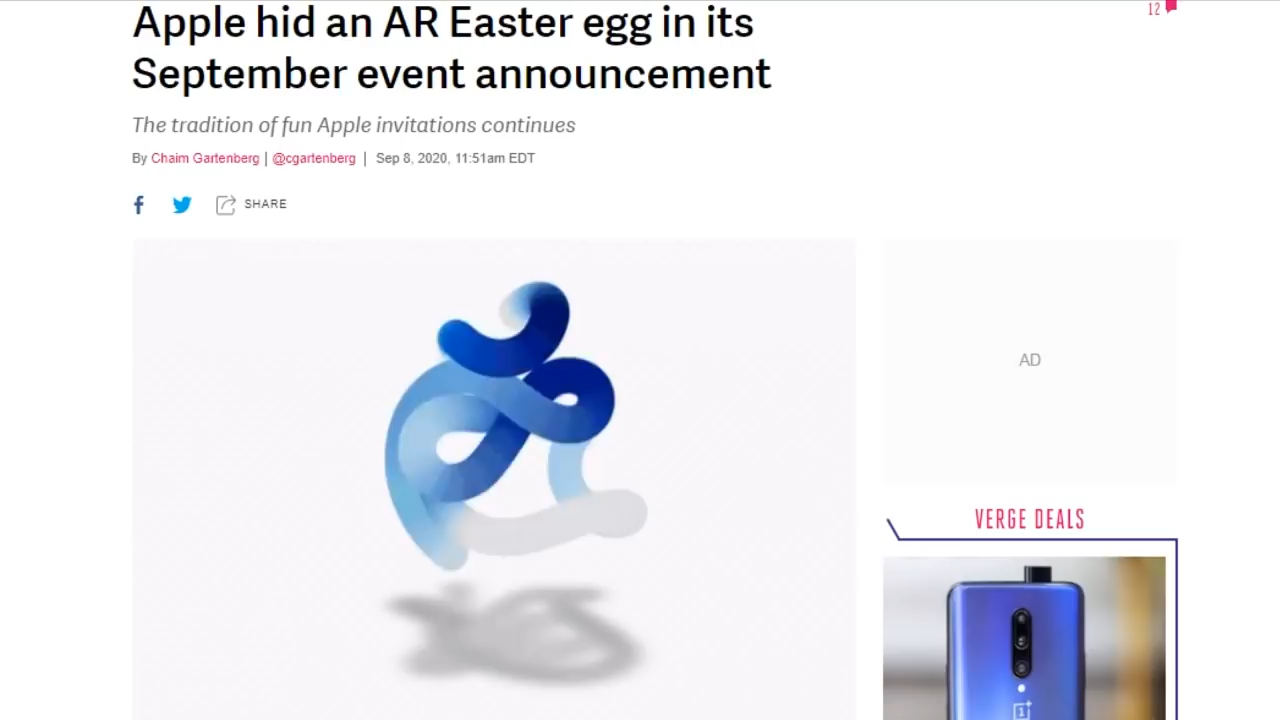 12
Apple hid an AR Easter egg in its
September event announcement
The tradition of fun Apple invitations continues
By Chaim Gartenberg | @cgartenberg | Sep 8, 2020, 11:51am EDT
SHARE
AD
VERGE DEALS
1+